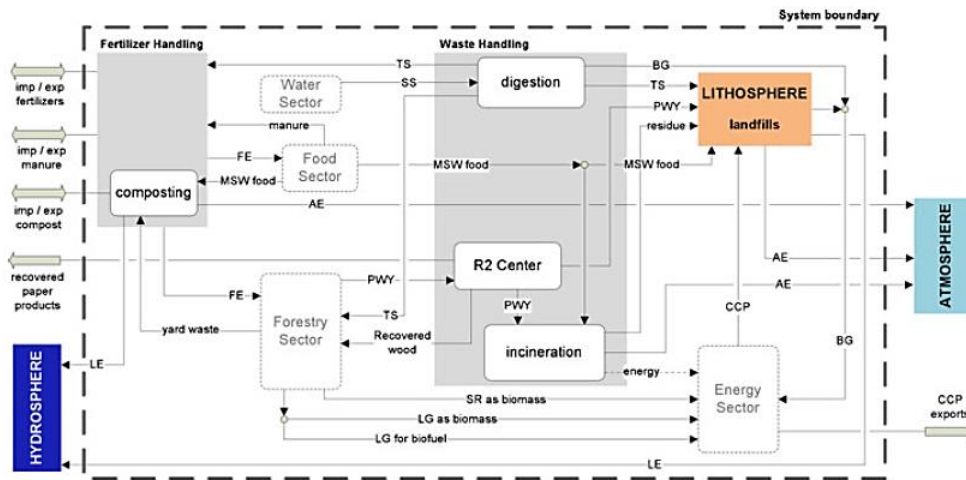 System boundary
Fertilizer Handling
Waste Handling
imp / exp
fertilizers
imp / exp
manure
imp / exp
compost
recovered
paper
products
HYDROSPHERE
TS
SS
Water
Sector
digestion
BG
TS
PWY
residue
LITHOSPHERE
landfills
manure
FE
Food
Sector
MSW food
MSW food
MSW food
composting
AE
ATMOSPHERE
R2 Center
PWY
PWY
AE
AE
FE
Forestry
Sector
TS
yard waste
Recovered
wood
incineration
CCP
BG
energy
Energy
Sector
LE
SR as biomass
LG as biomass
LG for biofuel
CCP
exports
LE